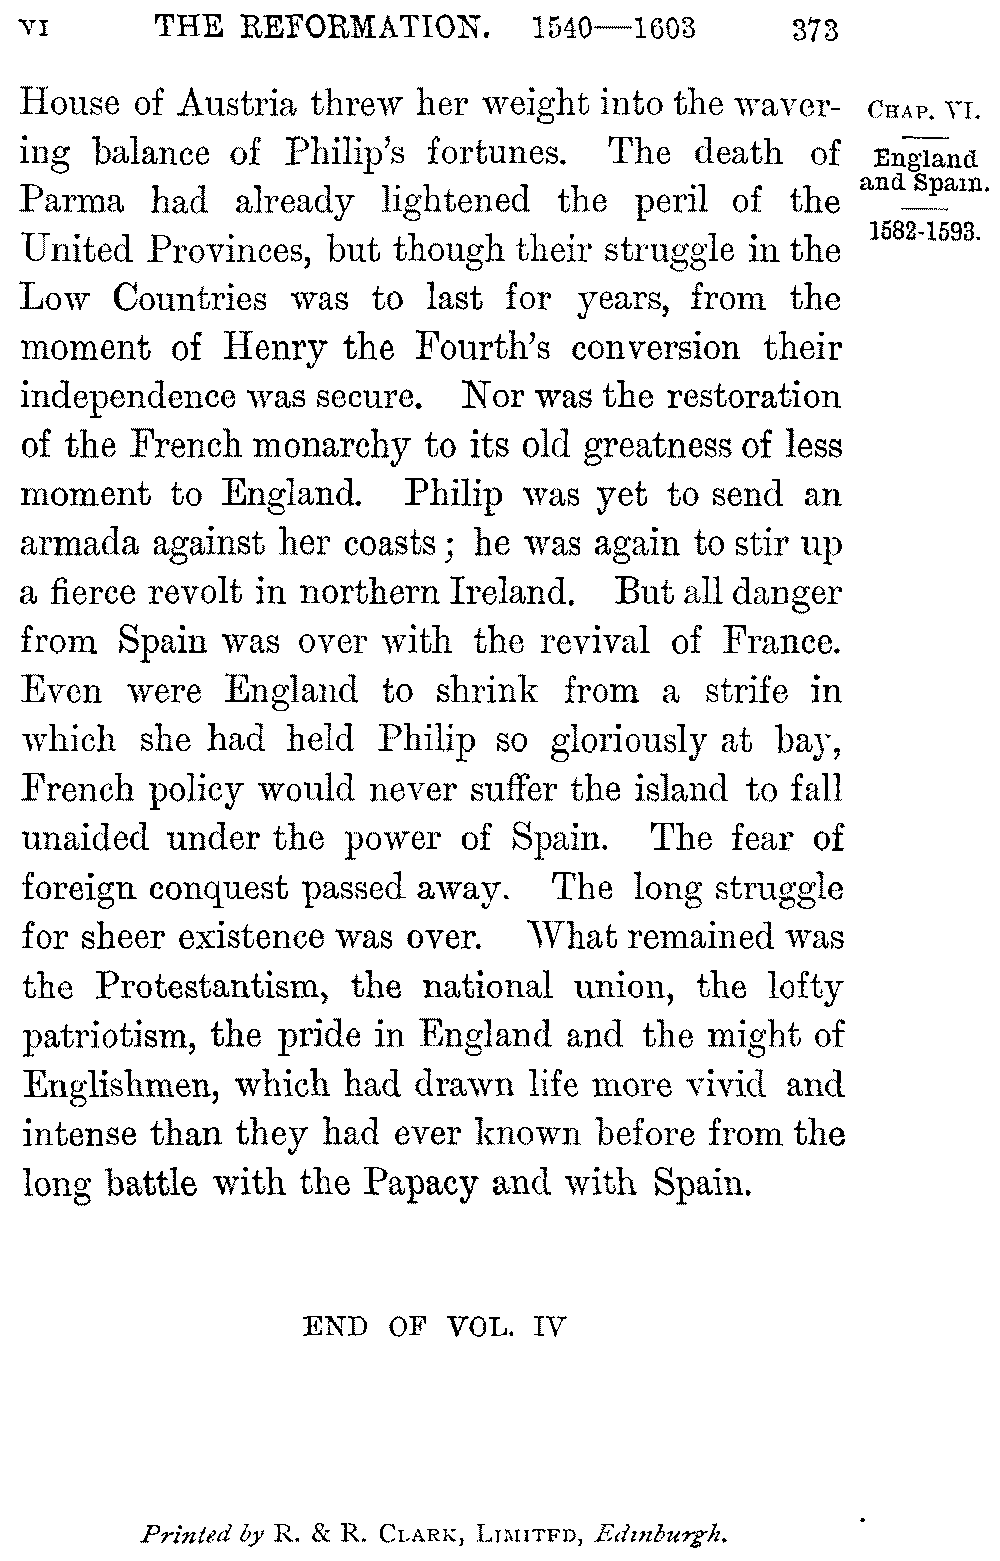 VI THE REFORMATION. 1540—1603 373
House of Austria threw her weight into the waver-
ing balance of Philip's fortunes. The death of
Parma had already lightened the peril of the
United Provinces, but though their struggle in the
Low Countries was to last for years, from the
moment of Henry the Fourth's conversion their
independence was secure. Nor was the restoration
of the French monarchy to its old greatness of less
moment to England. Philip was yet to send an
armada against her coasts; he was again to stir up
a fierce revolt in northern Ireland. But all danger
from Spain was over with the revival of France.
Even were England to shrink from a strife in
which she had held Philip so gloriously at bay,
French policy would never suffer the island to fall
unaided under the power of Spain. The fear of
foreign conquest passed away. The long struggle
for sheer existence was over. What remained was
the Protestantism, the national union, the lofty
patriotism, the pride in England and the might of
Englishmen, which had drawn life more vivid and
intense than they had ever known before from the
long battle with the Papacy and with Spain.
CHAP. VI.
England
and Spain.
1582-1593.
END OF VOL. IV
Printed by R. & R. CLARK, LIMITED, Edinburgh.